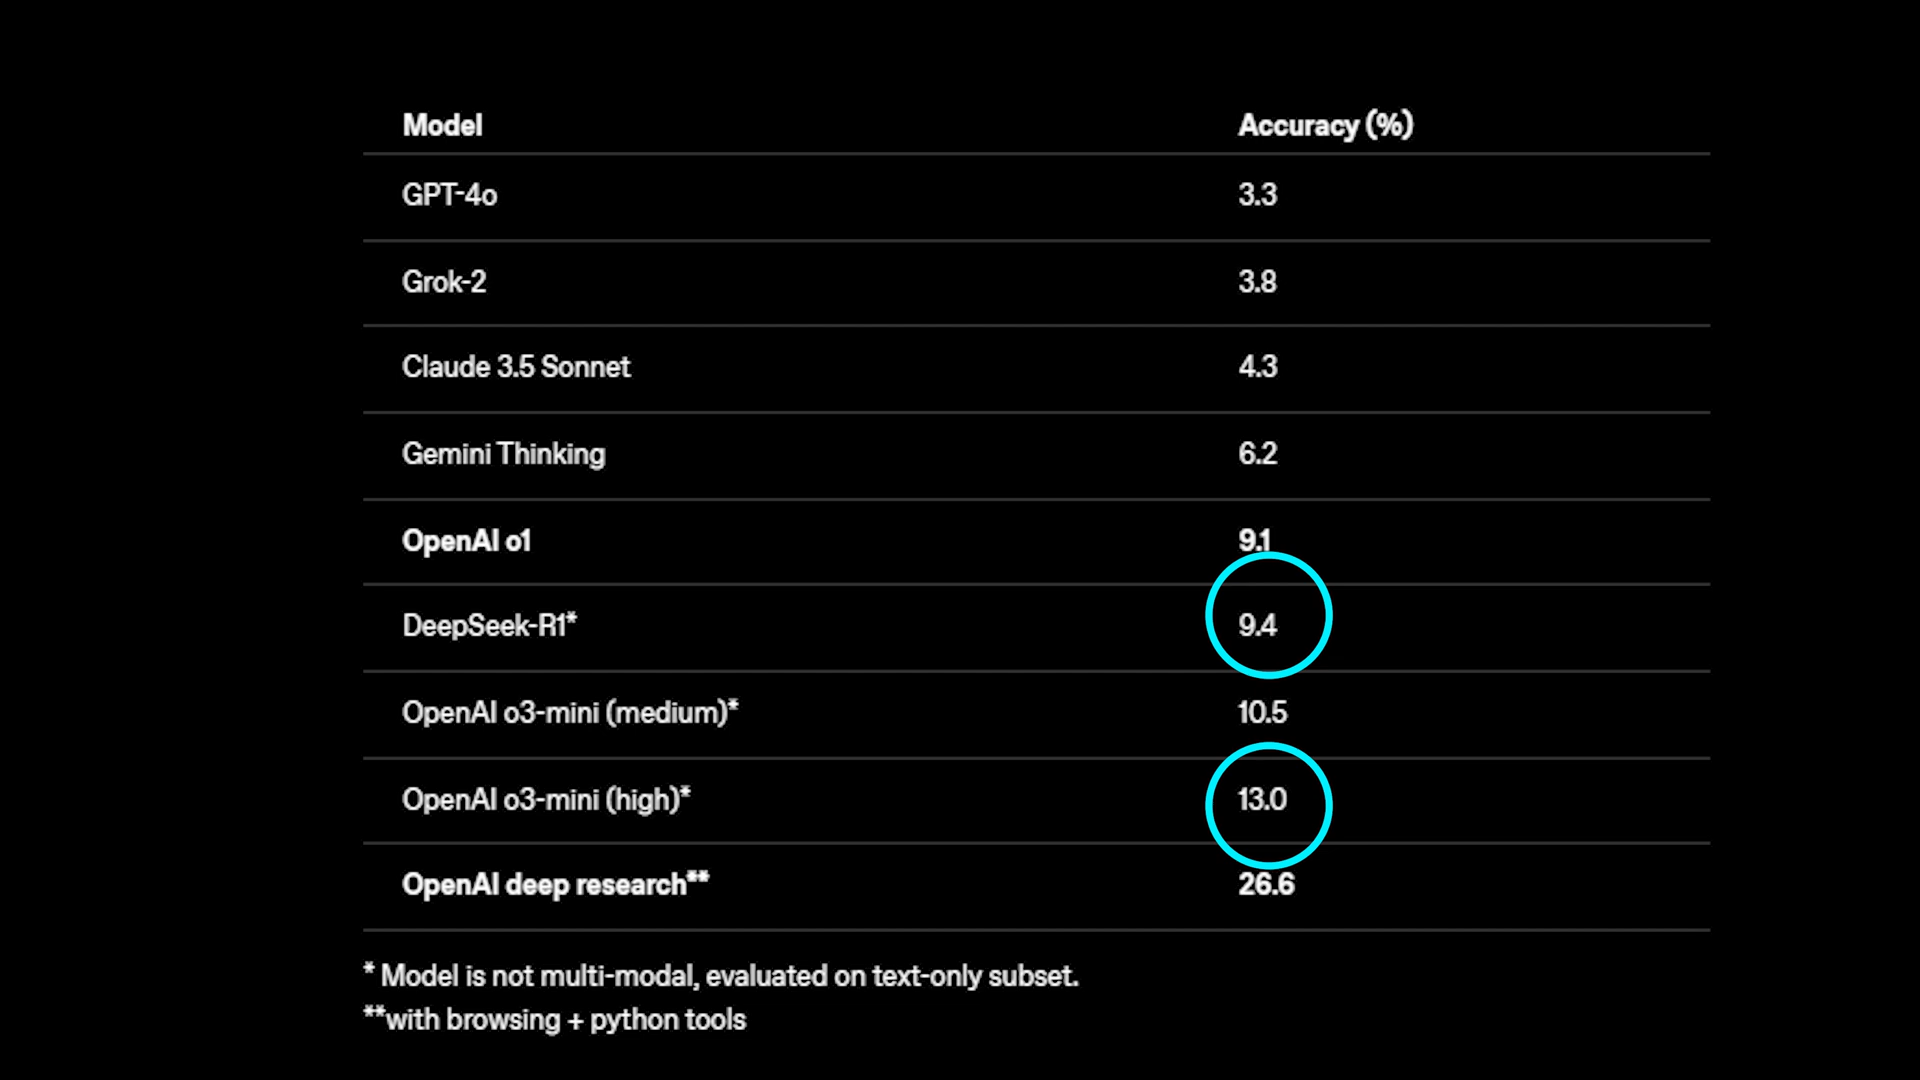 Model Accuracy (%)
GPT-4o 3.3
Grok-2 3.8
Claude 3.5 Sonnet 4.3
Gemini Thinking 6.2
OpenAI o1 9.1
DeepSeek-R1* 9.4
OpenAI o3-mini (medium)* 10.5
OpenAI o3-mini (high)* 13.0
OpenAI deep research** 26.6
* Model is not multi-modal, evaluated on text-only subset.
**with browsing + python tools